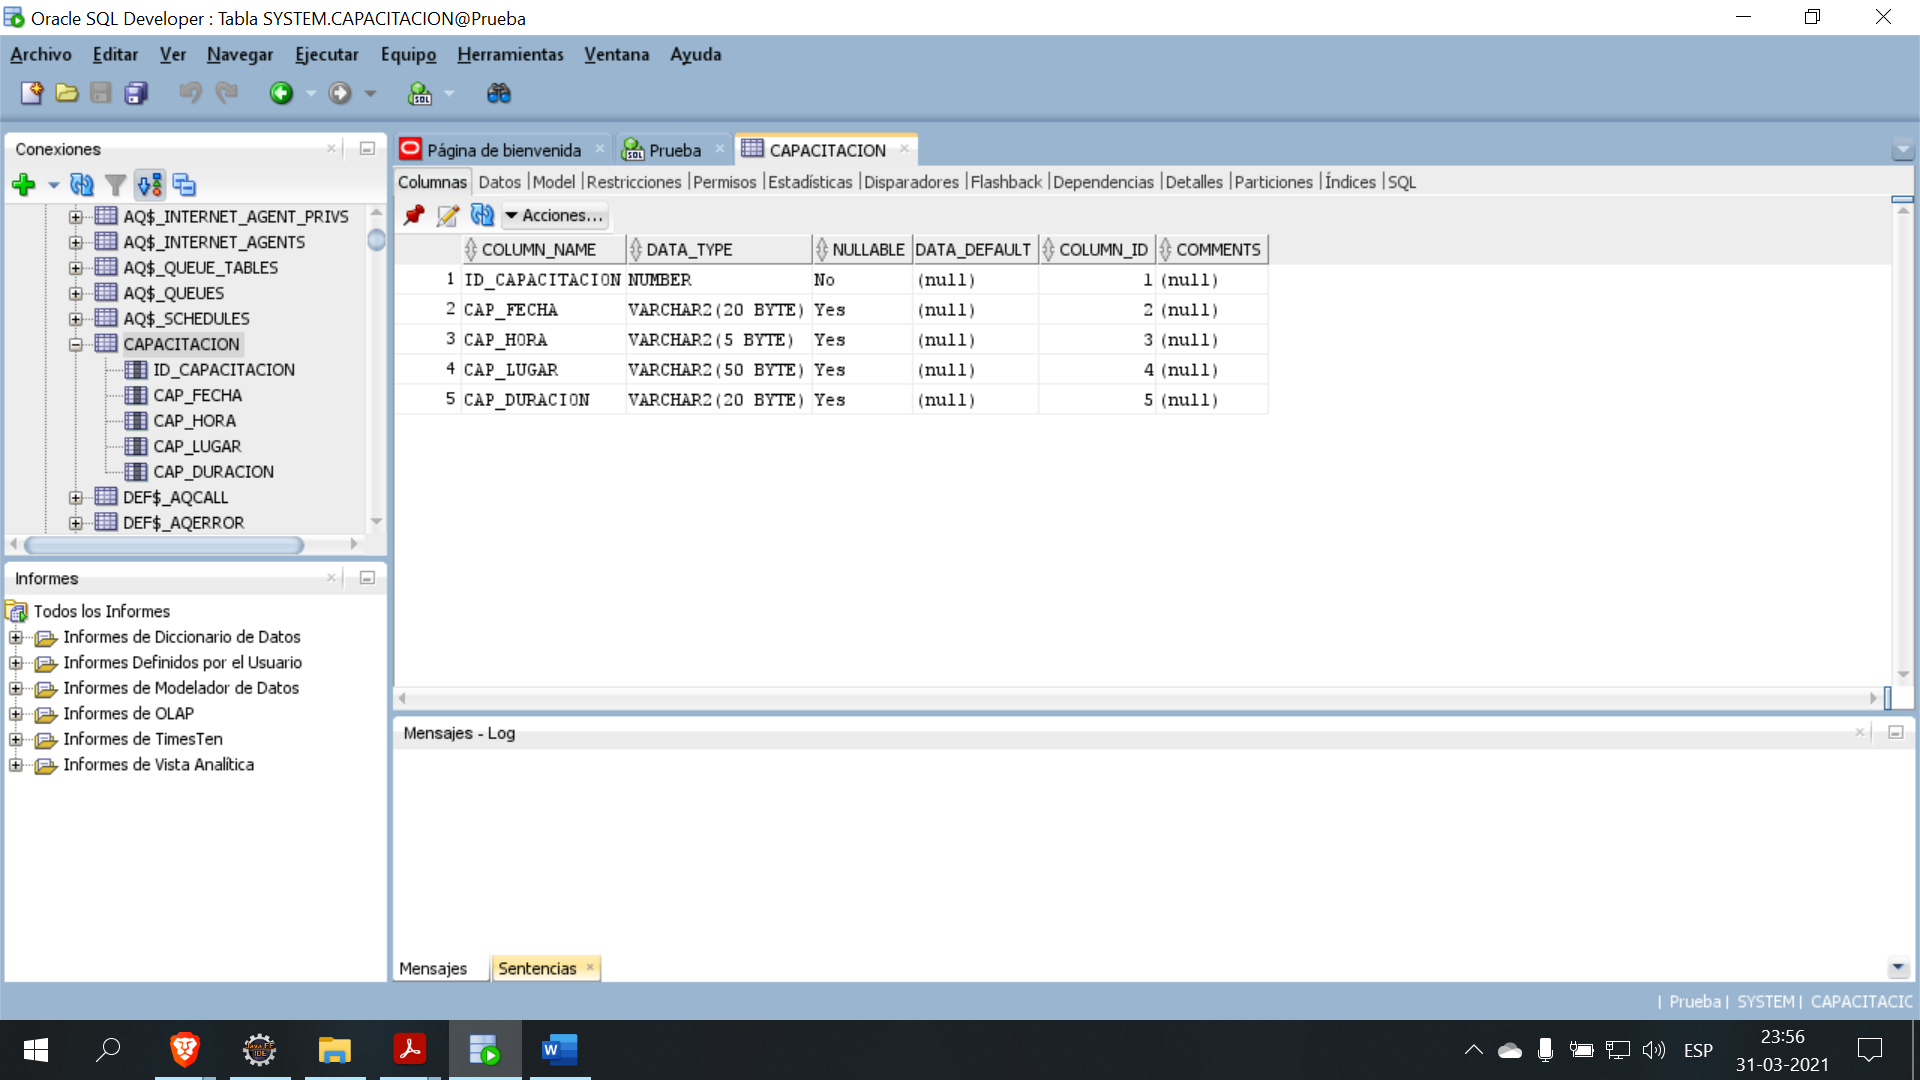 Oracle SQL Developer : Tabla SYSTEM.CAPACITACION@Prueba
Archivo Editar Ver Navegar Ejecutar Equipo Herramientas Ventana Ayuda
Conexiones
AQ$_INTERNET_AGENT_PRIVS
AQ$_INTERNET_AGENTS
AQ$_QUEUE_TABLES
AQ$_QUEUES
AQ$_SCHEDULES
CAPACITACION
ID_CAPACITACION
CAP_FECHA
CAP_HORA
CAP_LUGAR
CAP_DURACION
DEF$_AQCALL
DEF$_AQERROR
Informes
Todos los Informes
Informes de Diccionario de Datos
Informes Definidos por el Usuario
Informes de Modelador de Datos
Informes de OLAP
Informes de TimesTen
Informes de Vista Analítica
Página de bienvenida Prueba CAPACITACION
Columnas Datos | Model | Restricciones | Permisos | Estadísticas | Disparadores | Flashback | Dependencias | Detalles | Particiones | Índices | SQL
Acciones...
COLUMN_NAME DATA_TYPE NULLABLE DATA_DEFAULT COLUMN_ID COMMENTS
1 ID_CAPACITACION NUMBER No (null) 1 (null)
2 CAP_FECHA VARCHAR2(20 BYTE) Yes (null) 2 (null)
3 CAP_HORA VARCHAR2(5 BYTE) Yes (null) 3 (null)
4 CAP_LUGAR VARCHAR2(50 BYTE) Yes (null) 4 (null)
5 CAP_DURACION VARCHAR2(20 BYTE) Yes (null) 5 (null)
Mensajes - Log
Mensajes Sentencias
| Prueba | SYSTEM | CAPACITACIC
ESP
23:56
31-03-2021